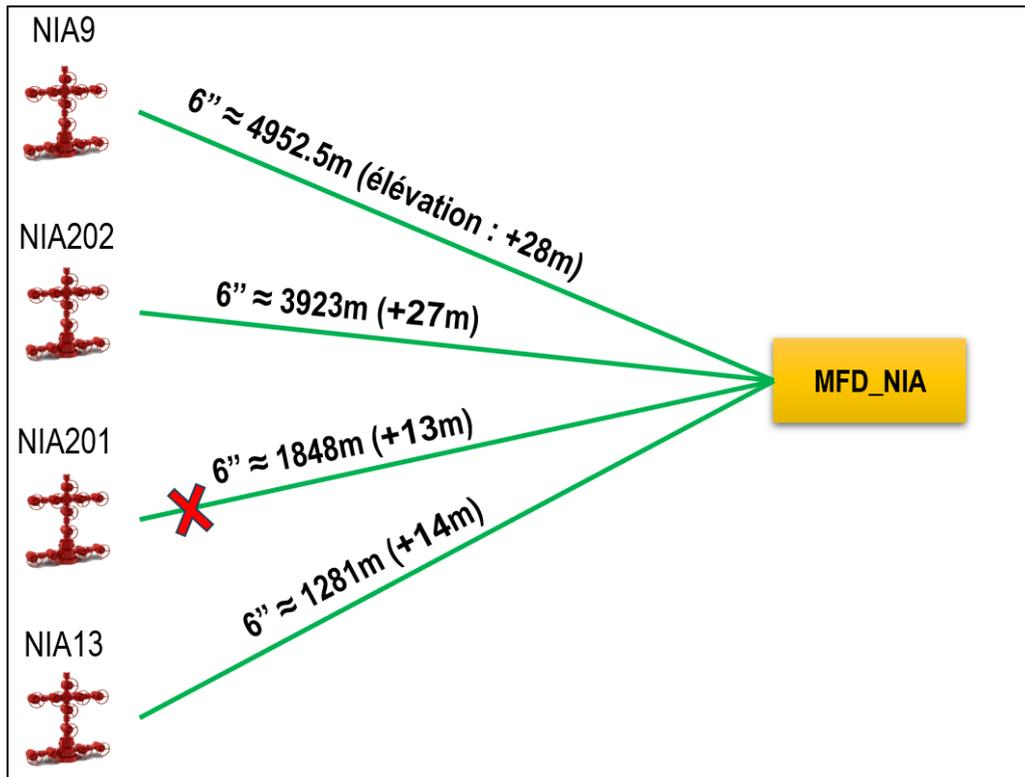 NIA9
6” ≈ 4952.5m (élévation : +28m)
NIA202
6” ≈ 3923m (+27m)
MFD_NIA
NIA201
6” ≈ 1848m (+13m)
6” ≈ 1281m (+14m)
NIA13